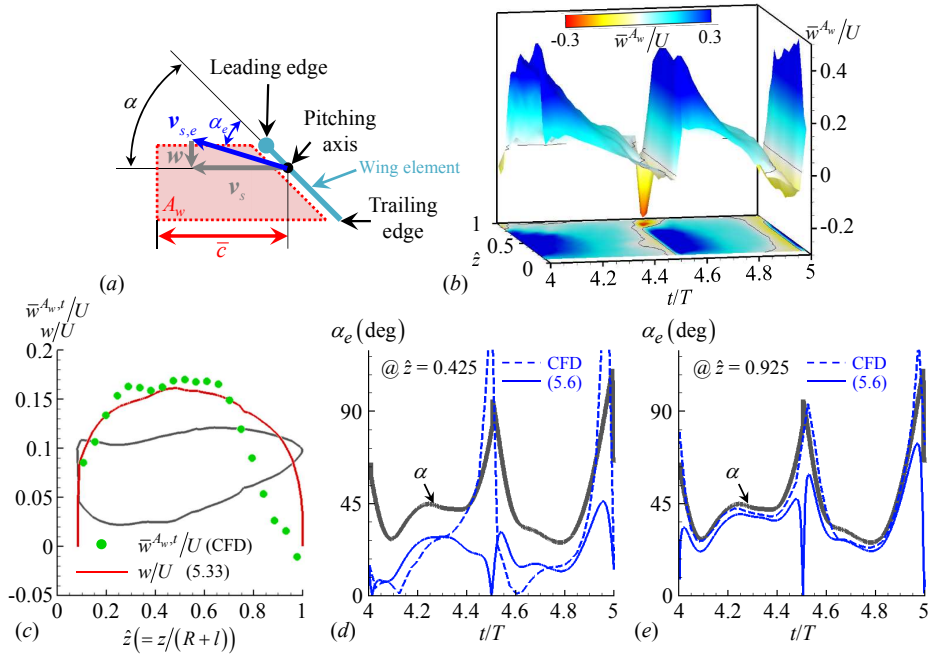 (a)
Leading edge
α
v_{s,e}
α_e
Pitching
axis
w
v_s
Wing element
A_w
Trailing
edge
c̄
(b)
w̄^{A_w}/U
-0.3
0.3
w̄^{A_w}/U
0.4
0.2
0
-0.2
1
0.5
0
ẑ
4
4.2
4.4
4.6
4.8
5
t/T
w̄^{A_w,t}/U
w/U
0.2
0.15
0.1
0.05
0
-0.05
w̄^{A_w,t}/U (CFD)
w/U (5.33)
0 0.2 0.4 0.6 0.8 1
(c)
ẑ(= z/(R+l))
α_e (deg)
@ ẑ = 0.425
CFD
(5.6)
90
α
45
0
4 4.2 4.4 4.6 4.8 5
(d)
t/T
α_e (deg)
@ ẑ = 0.925
CFD
(5.6)
90
α
45
0
4 4.2 4.4 4.6 4.8 5
(e)
t/T